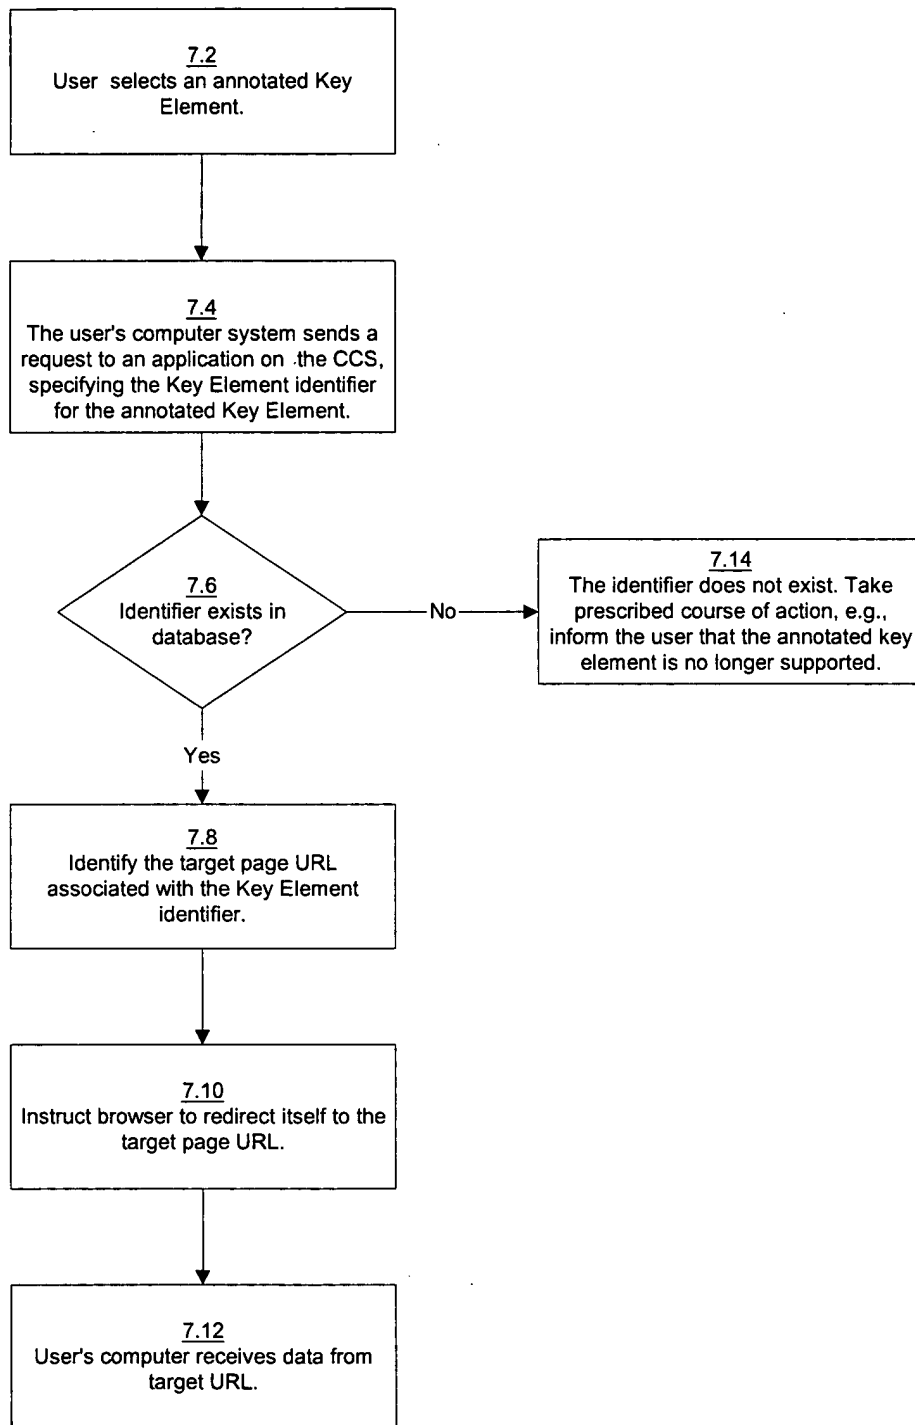 7.2
User selects an annotated Key
Element.
7.4
The user's computer system sends a
request to an application on the CCS,
specifying the Key Element identifier
for the annotated Key Element.
7.6
Identifier exists in
database?
No
7.14
The identifier does not exist. Take
prescribed course of action, e.g.,
inform the user that the annotated key
element is no longer supported.
Yes
7.8
Identify the target page URL
associated with the Key Element
identifier.
7.10
Instruct browser to redirect itself to the
target page URL.
7.12
User's computer receives data from
target URL.